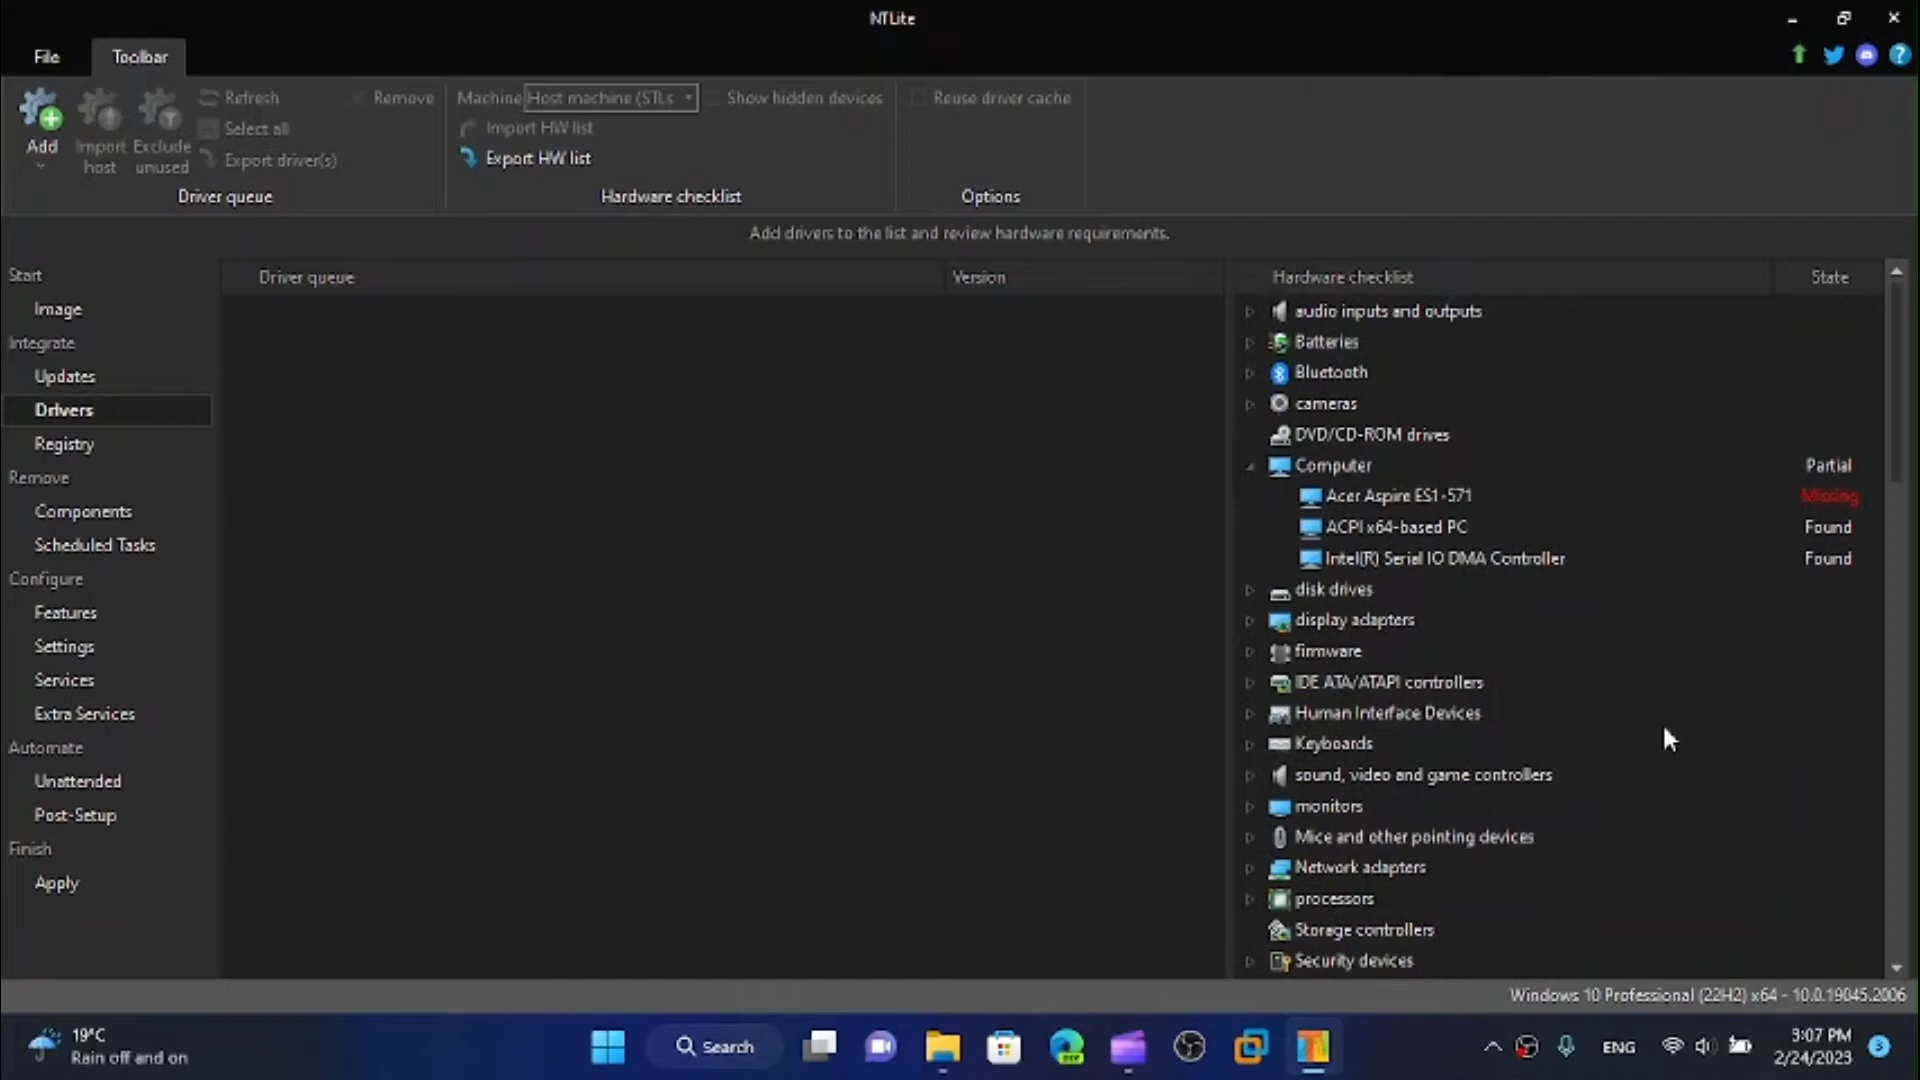 NTLite
File
Toolbar
Add
Import host
Exclude unused
Refresh
Select all
Export driver(s)
Remove
Driver queue
Machine Host machine (STLs
Import HW list
Export HW list
Show hidden devices
Hardware checklist
Reuse driver cache
Options
Add drivers to the list and review hardware requirements.
Start
Image
Integrate
Updates
Drivers
Registry
Remove
Components
Scheduled Tasks
Configure
Features
Settings
Services
Extra Services
Automate
Unattended
Post-Setup
Finish
Apply
Driver queue
Version
Hardware checklist State
audio inputs and outputs
Batteries
Bluetooth
cameras
DVD/CD-ROM drives
Computer Partial
Acer Aspire ES1-571 Missing
ACPI x64-based PC Found
Intel(R) Serial IO DMA Controller Found
disk drives
display adapters
firmware
IDE ATA/ATAPI controllers
Human Interface Devices
Keyboards
sound, video and game controllers
monitors
Mice and other pointing devices
Network adapters
processors
Storage controllers
Security devices
Windows 10 Professional (22H2) x64 - 10.0.19045.2006
19°C
Rain off and on
Search
ENG
3:07 PM
2/24/2023
3